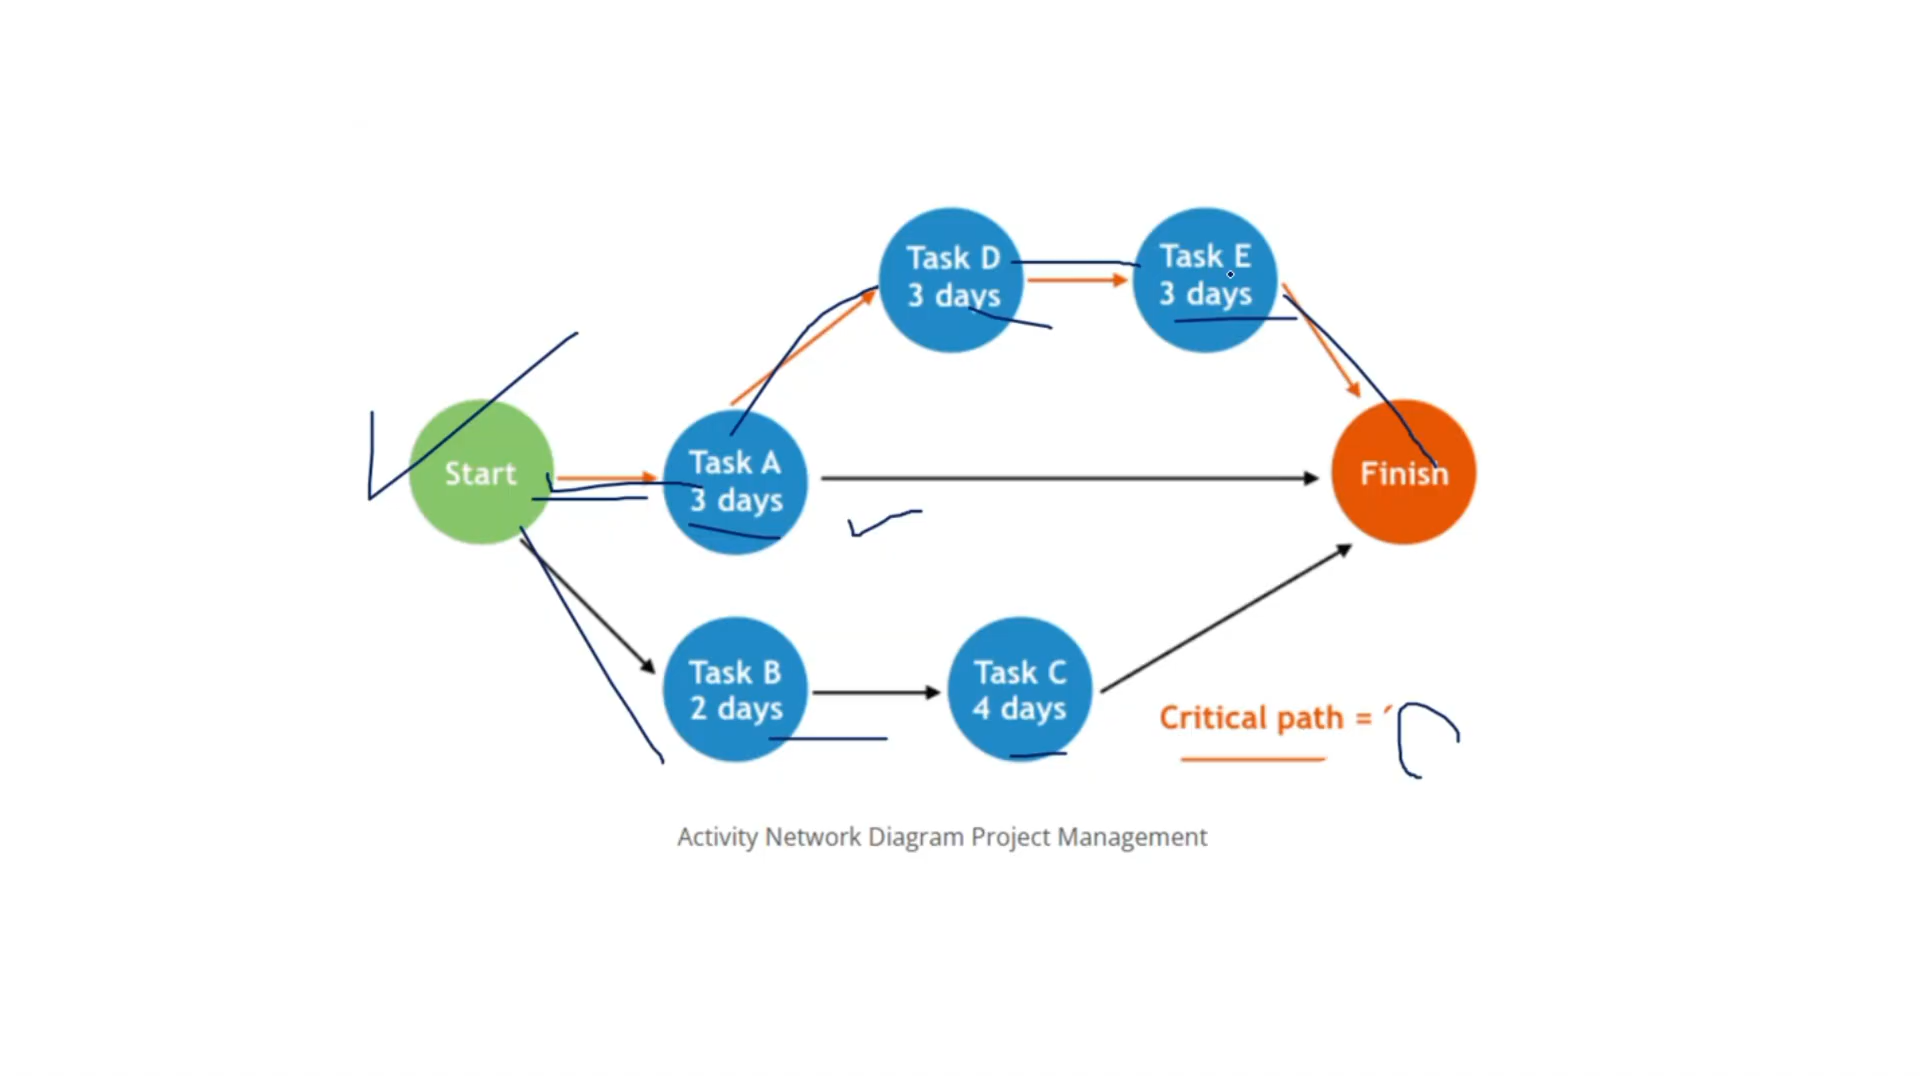 Task D
3 days
Task E
3 days
Start
Task A
3 days
Finish
Task B
2 days
Task C
4 days
Critical path =
Activity Network Diagram Project Management